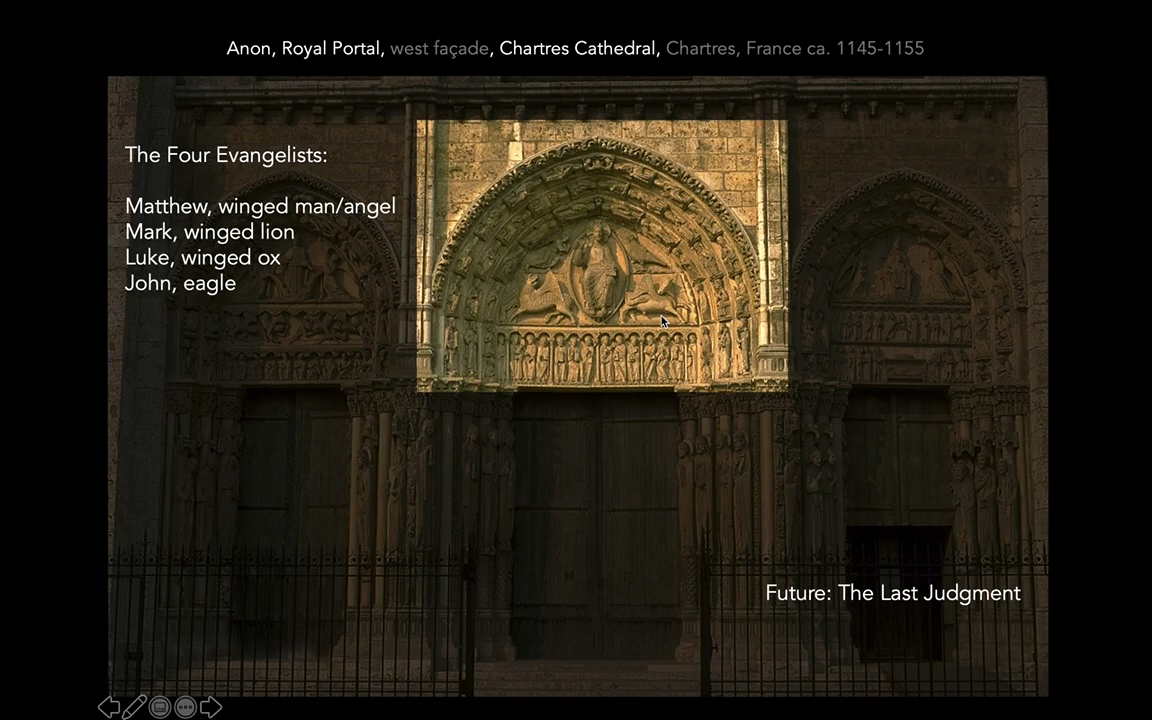 Anon, Royal Portal, west façade, Chartres Cathedral, Chartres, France ca. 1145-1155
The Four Evangelists:
Matthew, winged man/angel
Mark, winged lion
Luke, winged ox
John, eagle
Future: The Last Judgment